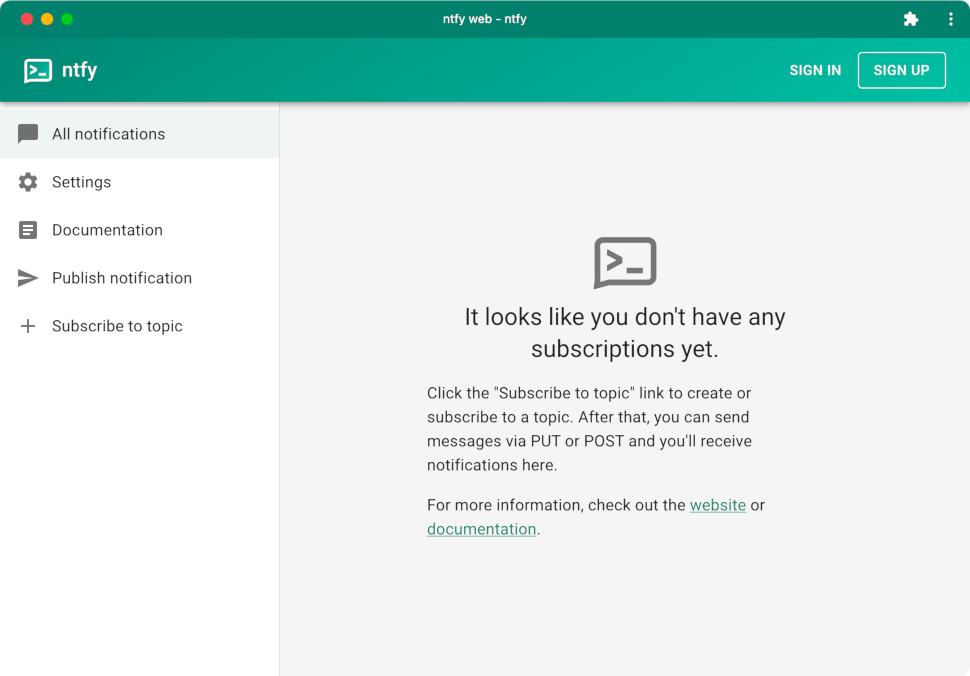 ntfy web – ntfy
ntfy
SIGN IN
SIGN UP
All notifications
Settings
Documentation
Publish notification
Subscribe to topic
It looks like you don't have any
subscriptions yet.
Click the "Subscribe to topic" link to create or
subscribe to a topic. After that, you can send
messages via PUT or POST and you'll receive
notifications here.
For more information, check out the website or
documentation.